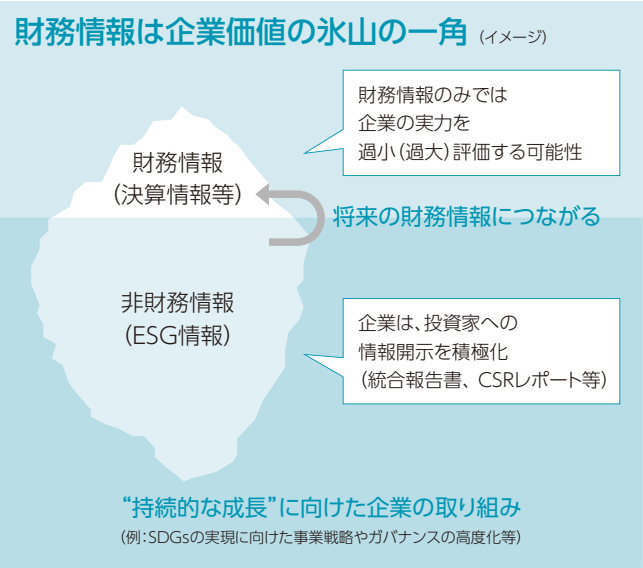 財務情報は企業価値の氷山の一角 (イメージ)
財務情報のみでは
企業の実力を
過小(過大)評価する可能性
財務情報
(決算情報等)
将来の財務情報につながる
非財務情報
(ESG情報)
企業は、投資家への
情報開示を積極化
(統合報告書、CSRレポート等)
“持続的な成長”に向けた企業の取り組み
(例:SDGsの実現に向けた事業戦略やガバナンスの高度化等)